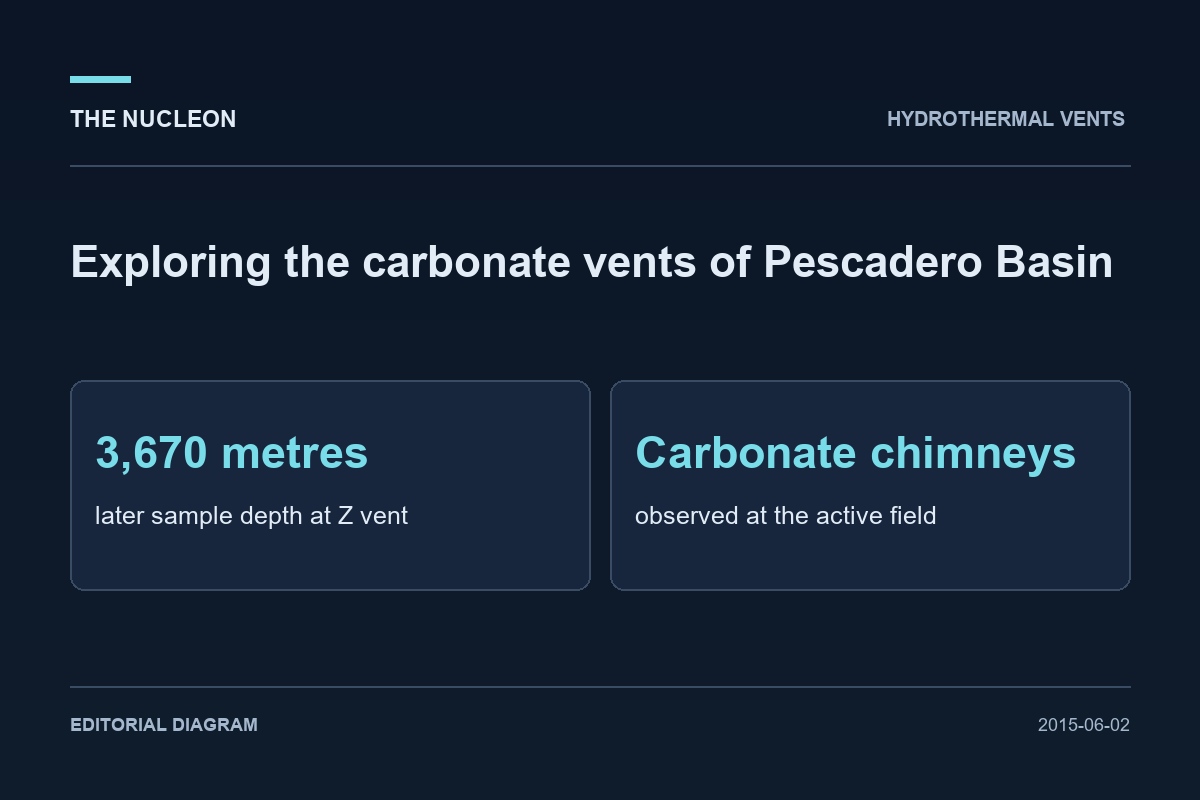 THE NUCLEON
HYDROTHERMAL VENTS
Exploring the carbonate vents of Pescadero Basin
3,670 metres
later sample depth at Z vent
Carbonate chimneys
observed at the active field
EDITORIAL DIAGRAM
2015-06-02